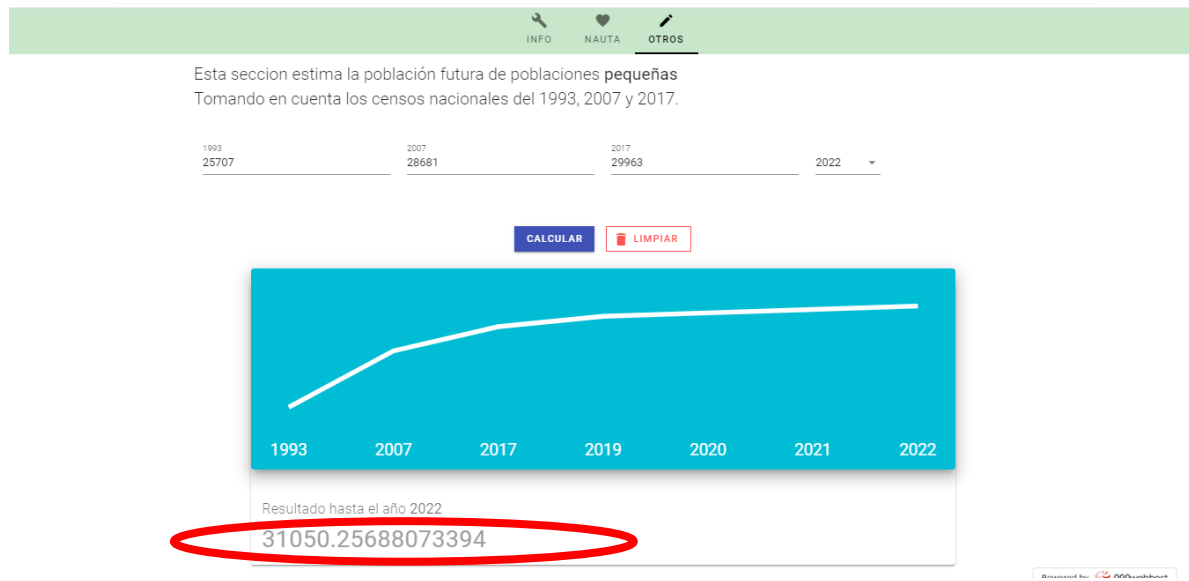 INFO NAUTA OTROS
Esta seccion estima la población futura de poblaciones pequeñas
Tomando en cuenta los censos nacionales del 1993, 2007 y 2017.
1993 2007 2017
25707 28681 29963 2022
CALCULAR LIMPIAR
1993 2007 2017 2019 2020 2021 2022
Resultado hasta el año 2022
31050.25688073394
Powered by 000webhost